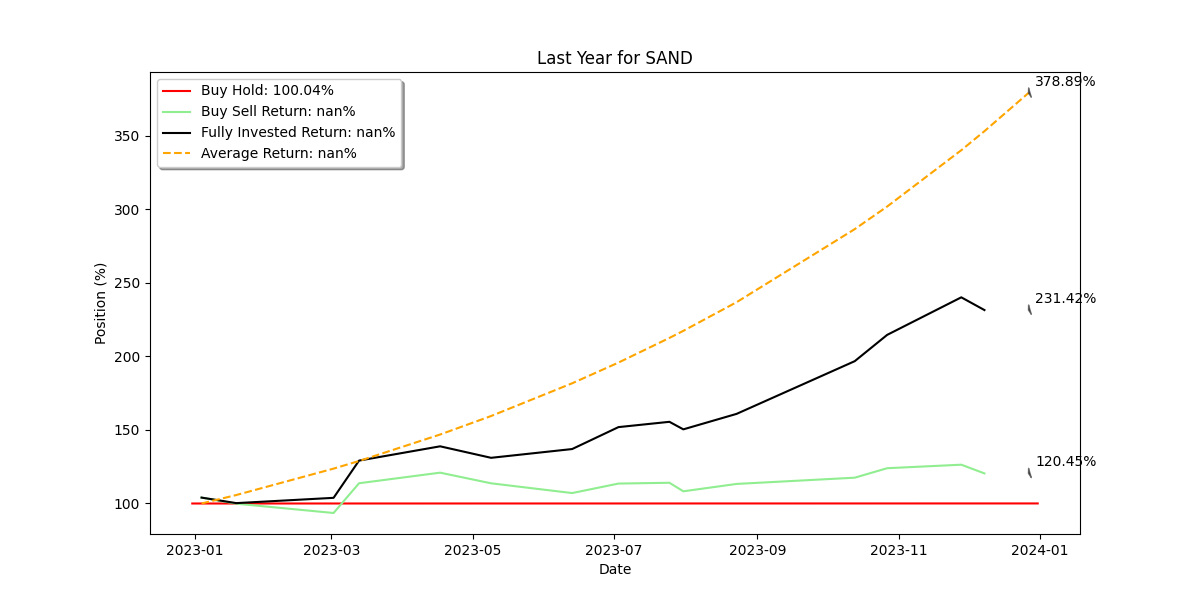 Last Year for SAND
378.89%
Buy Hold: 100.04%
Buy Sell Return: nan%
Fully Invested Return: nan%
Average Return: nan%
350
300
231.42%
250
200
150
120.45%
100
Position (%)
2023-01 2023-03 2023-05 2023-07 2023-09 2023-11 2024-01
Date